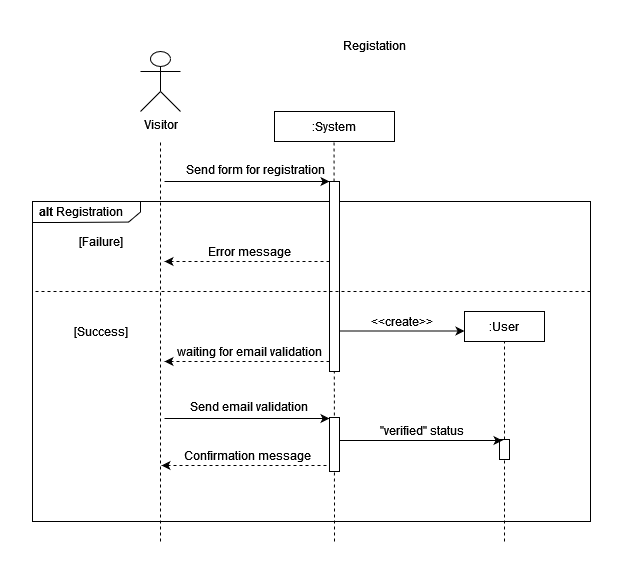 Registation
Visitor
:System
Send form for registration
alt Registration
[Failure]
Error message
[Success]
<<create>>
:User
waiting for email validation
Send email validation
"verified" status
Confirmation message